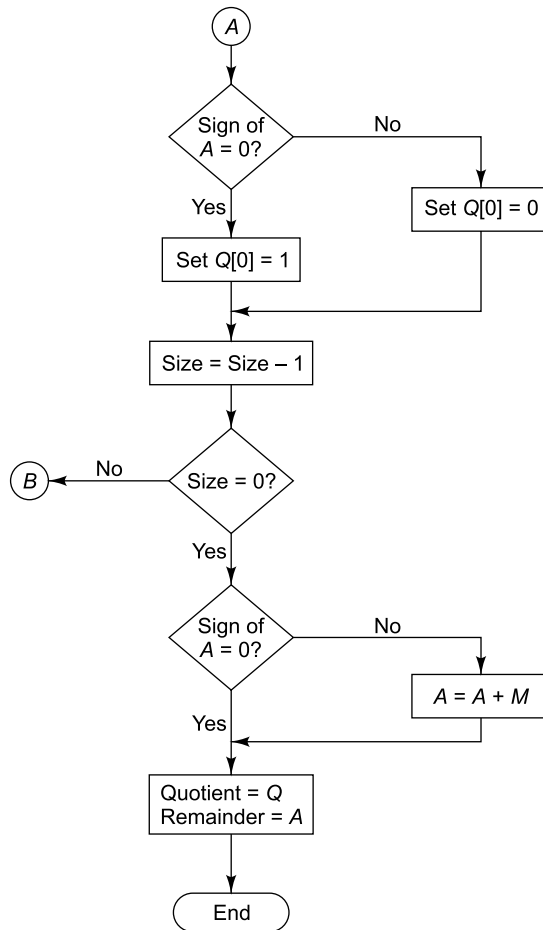 A
Sign of
A = 0?
No
Yes
Set Q[0] = 0
Set Q[0] = 1
Size = Size – 1
B
No
Size = 0?
Yes
Sign of
A = 0?
No
Yes
A = A + M
Quotient = Q
Remainder = A
End